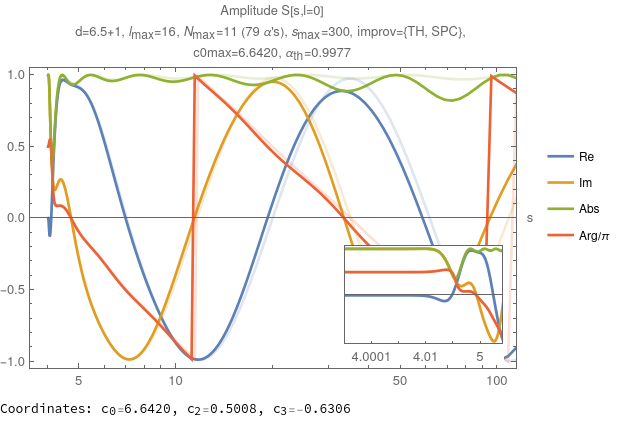 Amplitude S[s,l=0]
d=6.5+1, lmax=16, Nmax=11 (79 α's), smax=300, improv={TH, SPC},
c0max=6.6420, αth=0.9977
1.0
0.5
0.0
−0.5
−1.0
5
10
50
100
s
4.0001
4.01
5
Re
Im
Abs
Arg/π
Coordinates: c0=6.6420, c2=0.5008, c3=−0.6306